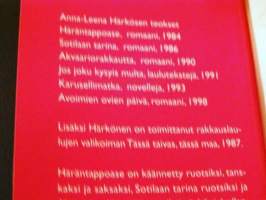 Anna-Leena Härkösen teokset
Häräntappoase, romaani, 1984
Sotilaan tarina, romaani, 1986
Akvaariorakkautta, romaani, 1990
Jos joku kysyis multa, laulutekstejä, 1991
Karusellimatka, novelleja, 1993
Avoimien ovien päivä, romaani, 1998
Lisäksi Härkönen on toimittanut rakkauslau-
lujen valikoiman Tässä taivas, tässä maa, 1987.
Häräntappoase on käännetty ruotsiksi, tans-
kaksi ja saksaksi, Sotilaan tarina ruotsiksi ja